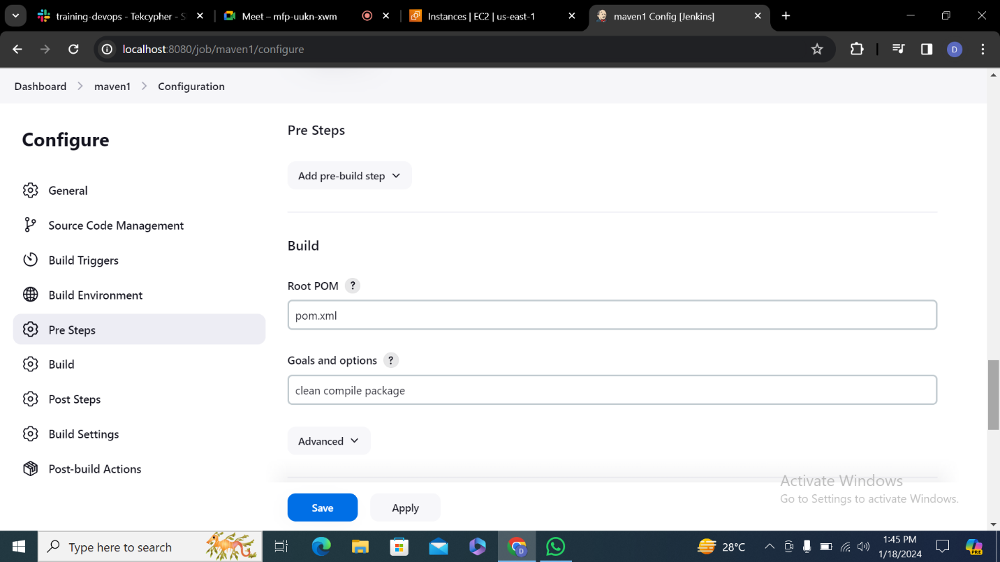 training-devops - Tekcypher - S
Meet – mfp-uukn-xwm
Instances | EC2 | us-east-1
maven1 Config [Jenkins]
localhost:8080/job/maven1/configure
D
Dashboard > maven1 > Configuration
Configure
General
Source Code Management
Build Triggers
Build Environment
Pre Steps
Build
Post Steps
Build Settings
Post-build Actions
Pre Steps
Add pre-build step
Build
Root POM ?
pom.xml
Goals and options ?
clean compile package
Advanced
Save
Apply
Activate Windows
Go to Settings to activate Windows.
Type here to search
D
28°C
1:45 PM
1/18/2024
PRE